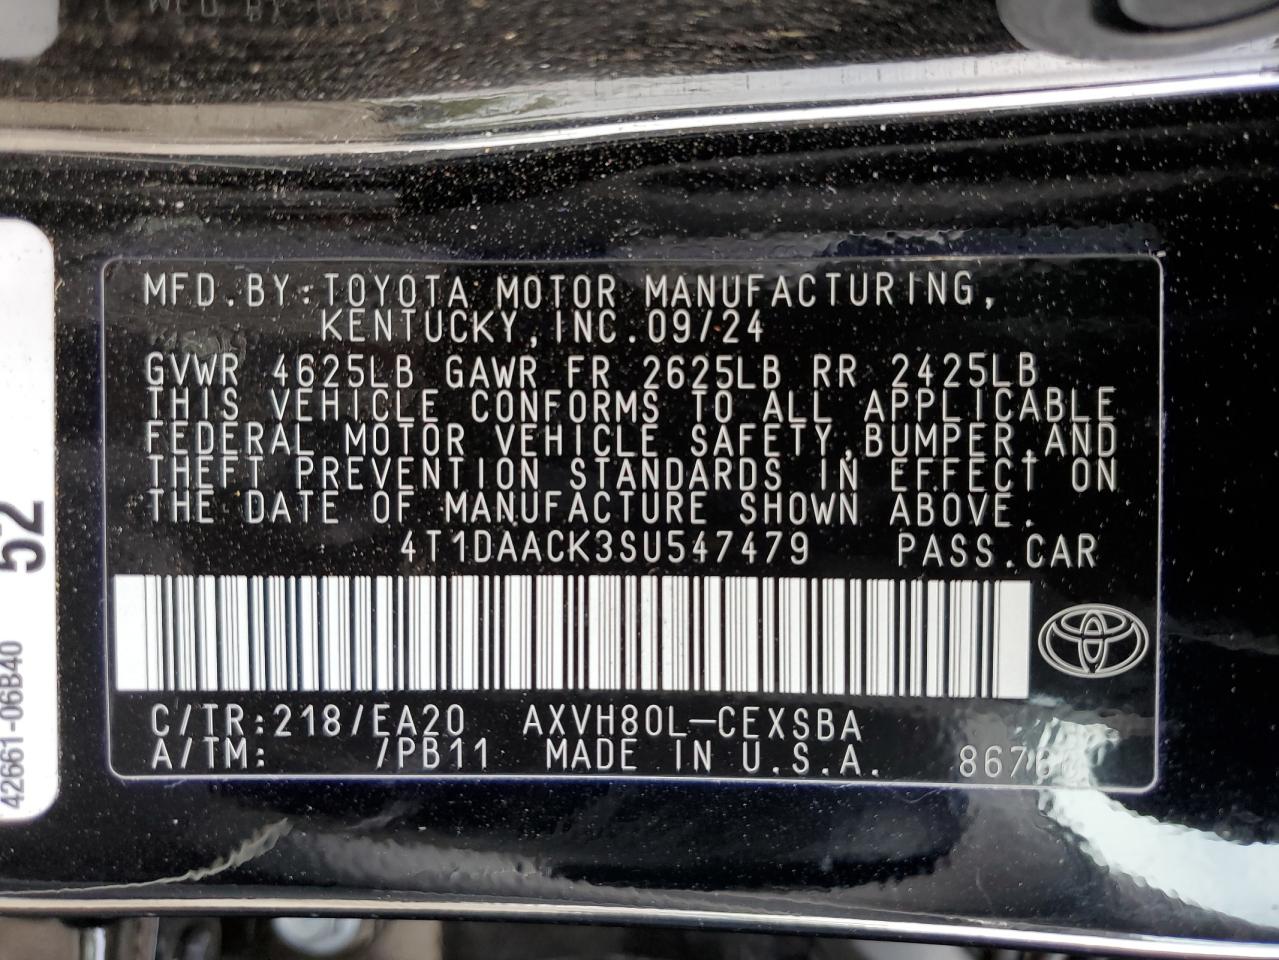 MFD.BY:TOYOTA MOTOR MANUFACTURING,
KENTUCKY,INC.09/24
GVWR 4625LB GAWR FR 2625LB RR 2425LB
THIS VEHICLE CONFORMS TO ALL APPLICABLE
FEDERAL MOTOR VEHICLE SAFETY,BUMPER,AND
THEFT PREVENTION STANDARDS IN EFFECT ON
THE DATE OF MANUFACTURE SHOWN ABOVE.
4T1DAACK3SU547479 PASS.CAR
C/TR:218/EA20 AXVH80L-CEXSBA
A/TM: /PB11 MADE IN U.S.A.
52
42661-06B40